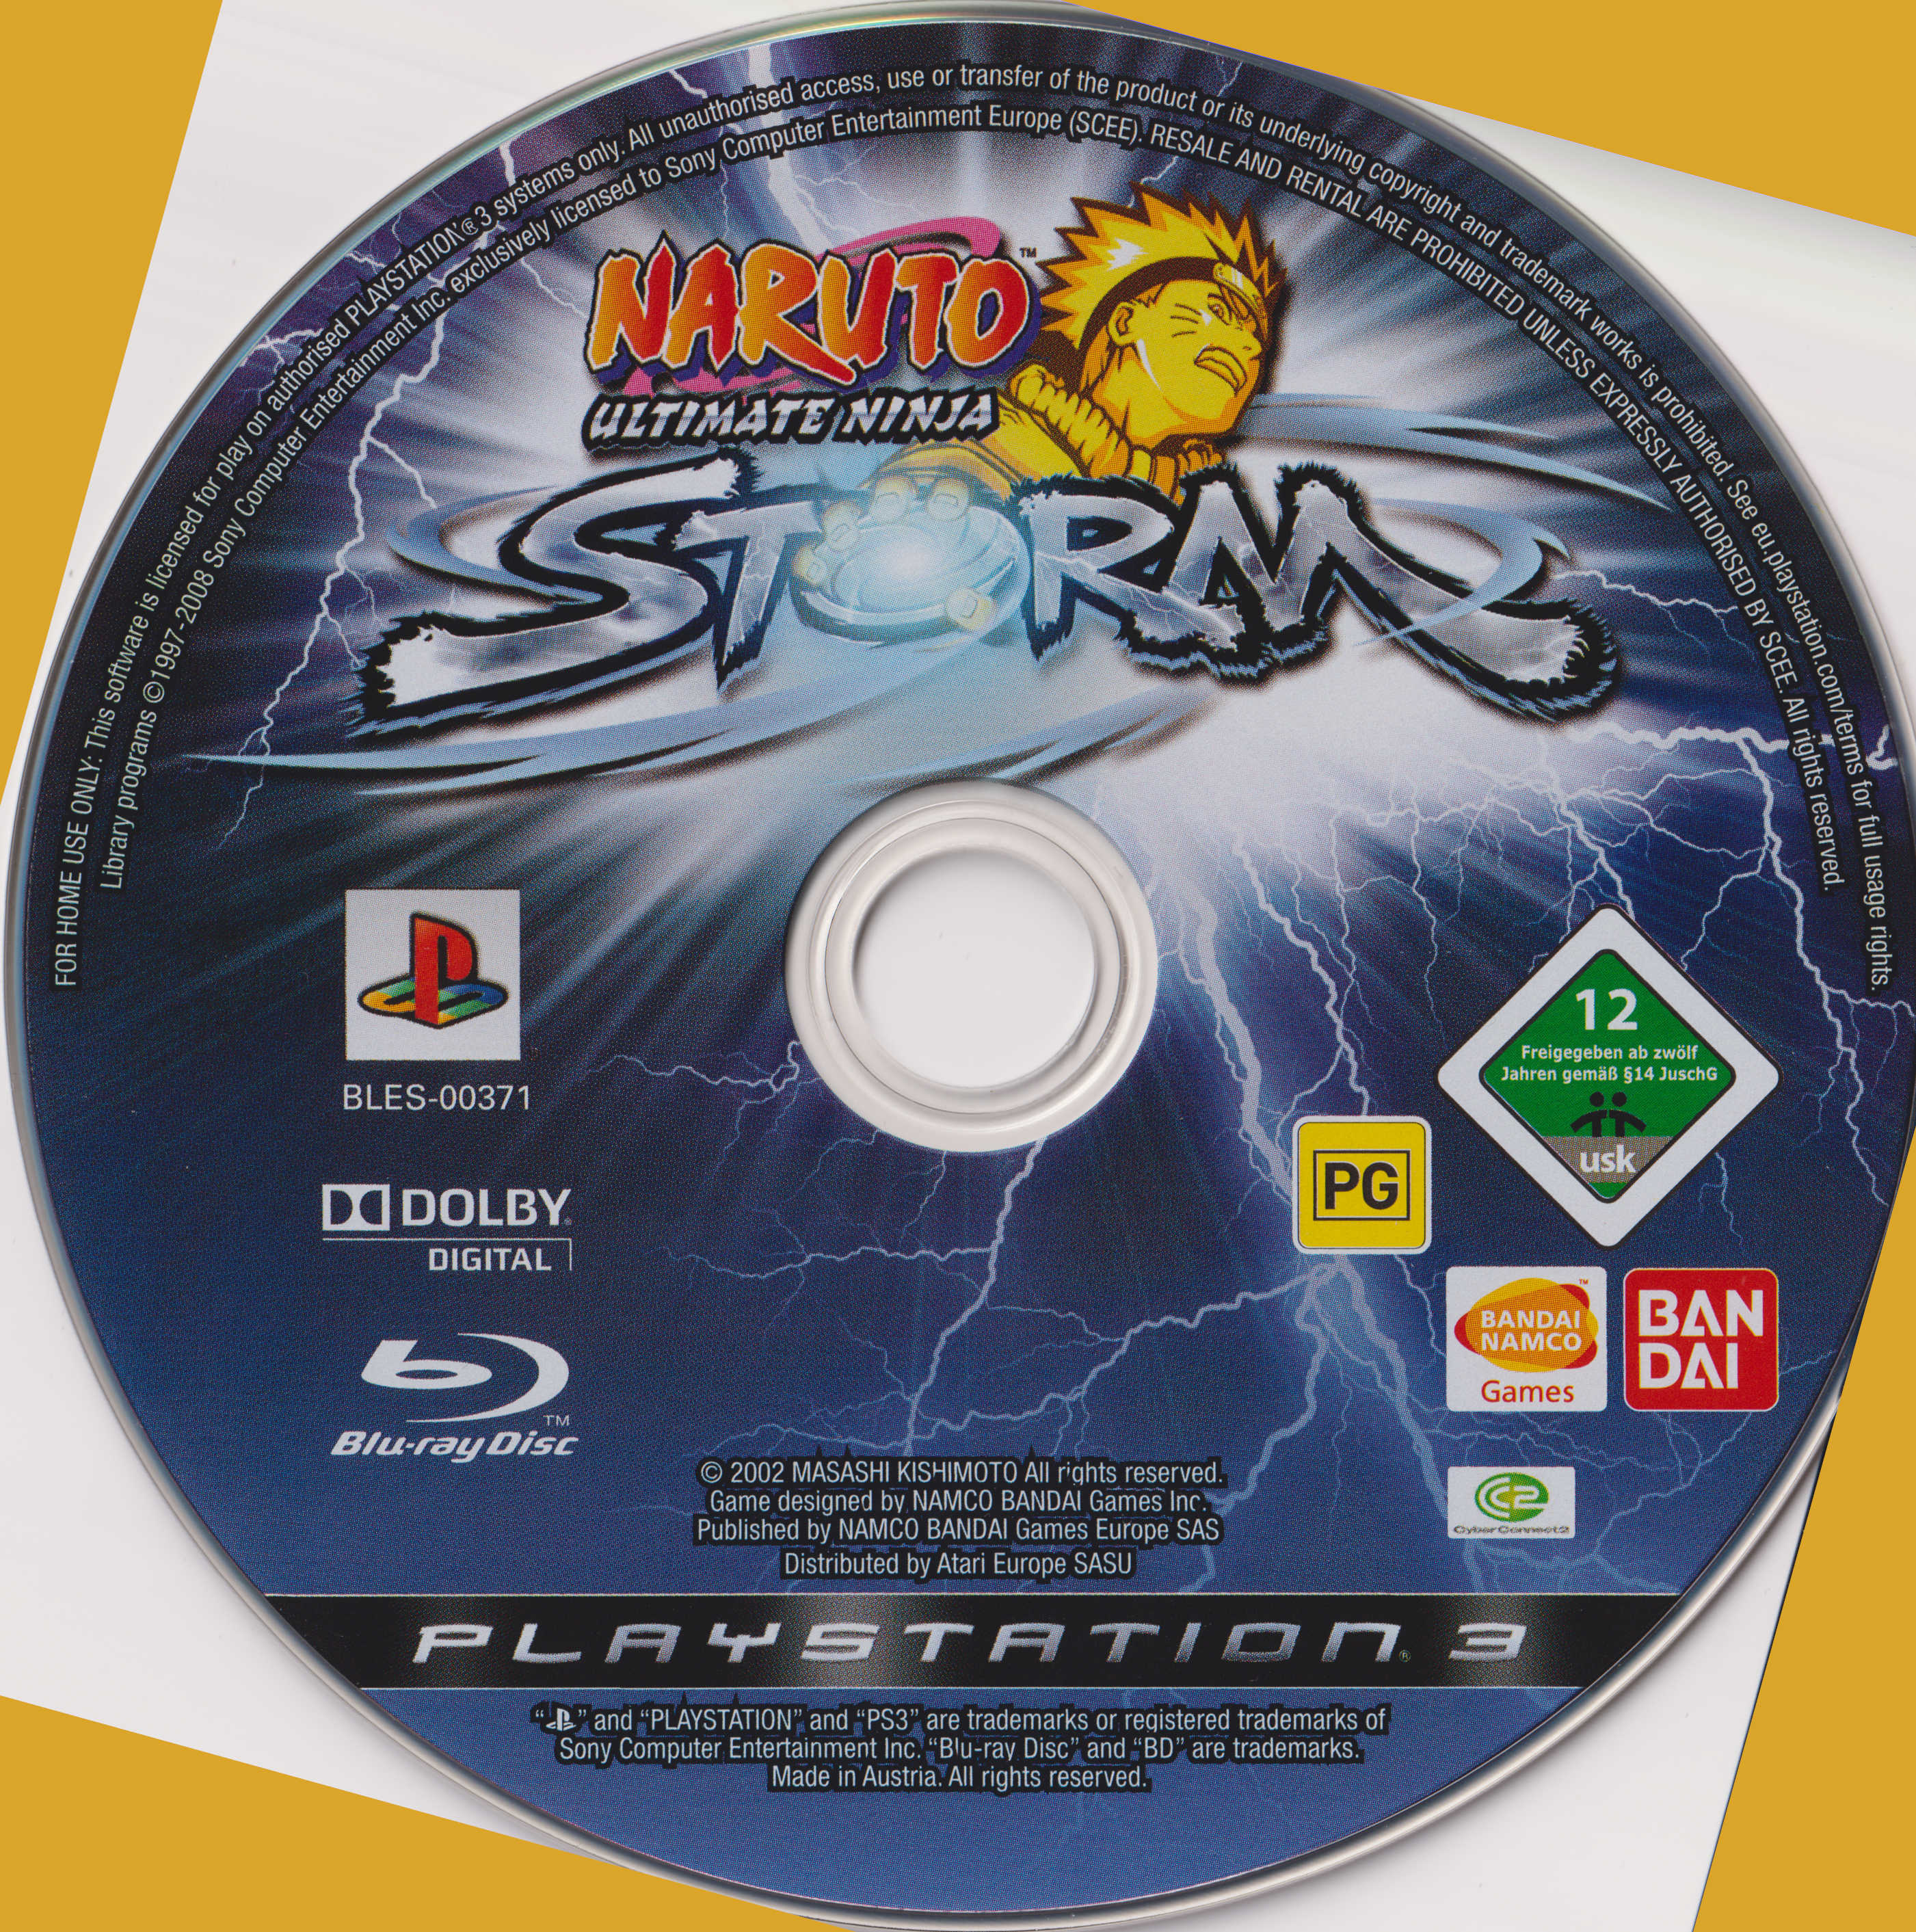 FOR HOME USE ONLY: This software is licensed for play on authorised PLAYSTATION®3 systems only. All unauthorised access, use or transfer of the product or its underlying copyright and trademark works is prohibited. See eu.playstation.com/terms for full usage rights.
Library programs ©1997-2008 Sony Computer Entertainment Inc. exclusively licensed to Sony Computer Entertainment Europe (SCEE). RESALE AND RENTAL ARE PROHIBITED UNLESS EXPRESSLY AUTHORISED BY SCEE. All rights reserved.
NARUTO™
ULTIMATE NINJA
STORM
BLES-00371
DOLBY®
DIGITAL
Blu-ray Disc™
12
Freigegeben ab zwölf
Jahren gemäß §14 JuschG
usk
PG
BANDAI
NAMCO™
Games
BAN
DAI
CyberConnect2
© 2002 MASASHI KISHIMOTO All rights reserved.
Game designed by NAMCO BANDAI Games Inc.
Published by NAMCO BANDAI Games Europe SAS
Distributed by Atari Europe SASU
PLAYSTATION®3
“PS” and “PLAYSTATION” and “PS3” are trademarks or registered trademarks of
Sony Computer Entertainment Inc. “Blu-ray Disc” and “BD” are trademarks.
Made in Austria. All rights reserved.